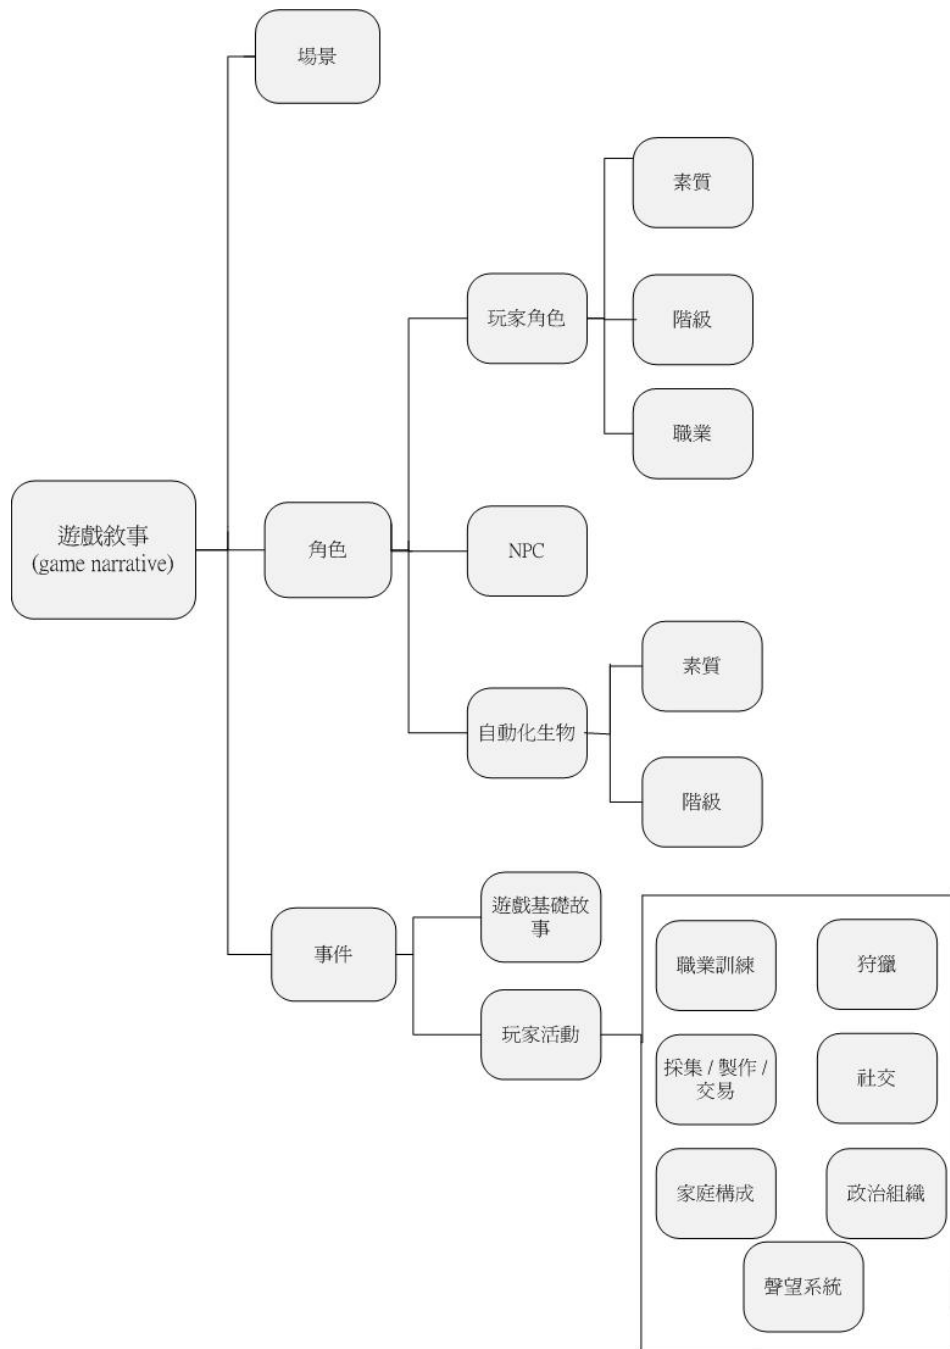 場景
素質
玩家角色
階級
職業
遊戲敘事
(game narrative)
角色
NPC
素質
自動化生物
階級
遊戲基礎故
事
事件
職業訓練
狩獵
玩家活動
採集 / 製作 /
交易
社交
家庭構成
政治組織
聲望系統